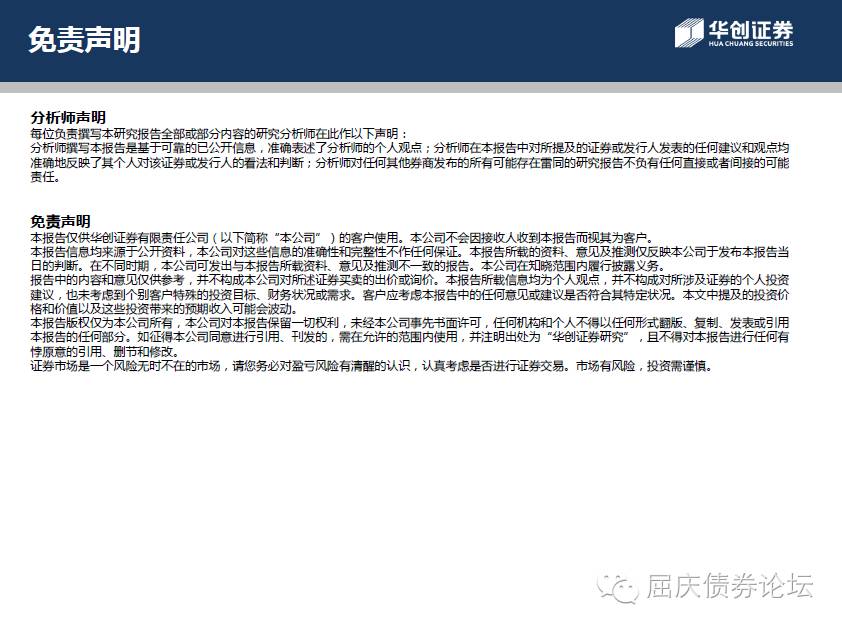 免责声明
华创证券
HUA CHUANG SECURITIES
分析师声明
每位负责撰写本研究报告全部或部分内容的研究分析师在此作以下声明：
分析师撰写本报告是基于可靠的已公开信息，准确表述了分析师的个人观点；分析师在本报告中对所提及的证券或发行人发表的任何建议和观点均
准确地反映了其个人对该证券或发行人的看法和判断；分析师对任何其他券商发布的所有可能存在雷同的研究报告不负有任何直接或者间接的可能
责任。
免责声明
本报告仅供华创证券有限责任公司（以下简称“本公司”）的客户使用。本公司不会因接收人收到本报告而视其为客户。
本报告信息均来源于公开资料，本公司对这些信息的准确性和完整性不作任何保证。本报告所载的资料、意见及推测仅反映本公司于发布本报告当
日的判断。在不同时期，本公司可发出与本报告所载资料、意见及推测不一致的报告。本公司在知晓范围内履行披露义务。
报告中的内容和意见仅供参考，并不构成本公司对所述证券买卖的出价或询价。本报告所载信息均为个人观点，并不构成对所涉及证券的个人投资
建议，也未考虑到个别客户特殊的投资目标、财务状况或需求。客户应考虑本报告中的任何意见或建议是否符合其特定状况。本文中提及的投资价
格和价值以及这些投资带来的预期收入可能会波动。
本报告版权仅为本公司所有，本公司对本报告保留一切权利，未经本公司事先书面许可，任何机构和个人不得以任何形式翻版、复制、发表或引用
本报告的任何部分。如征得本公司同意进行引用、刊发的，需在允许的范围内使用，并注明出处为“华创证券研究”，且不得对本报告进行任何有
悖原意的引用、删节和修改。
证券市场是一个风险无时不在的市场，请您务必对盈亏风险有清醒的认识，认真考虑是否进行证券交易。市场有风险，投资需谨慎。
屈庆债券论坛